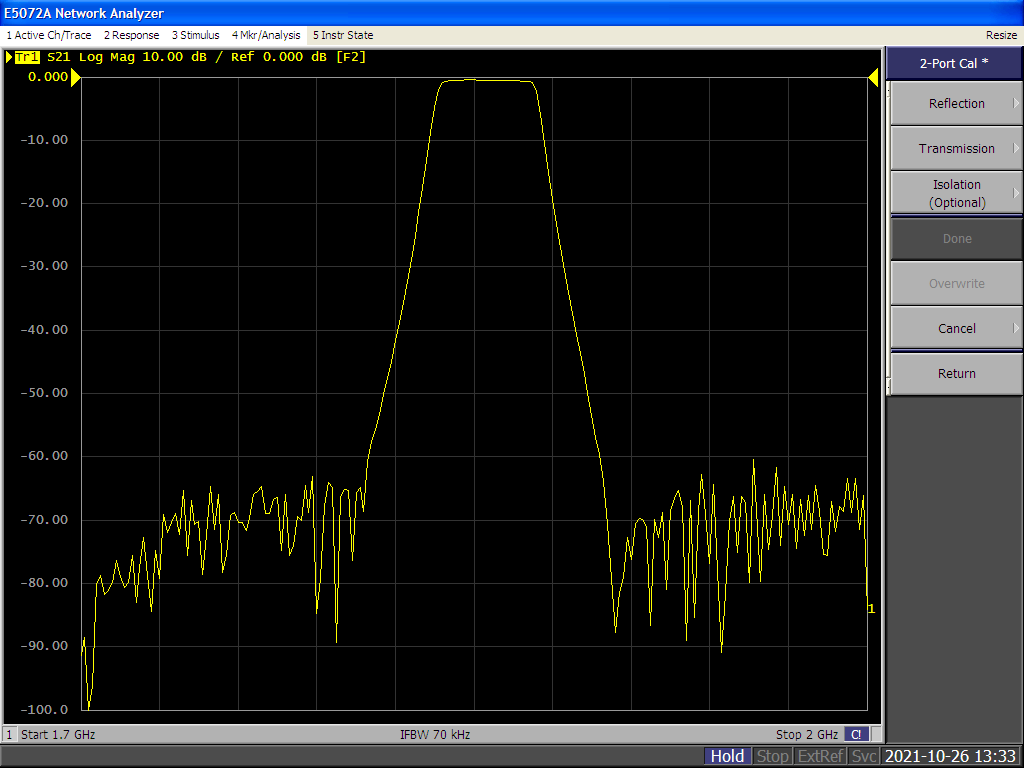 E5072A Network Analyzer
1 Active Ch/Trace 2 Response 3 Stimulus 4 Mkr/Analysis 5 Instr State Resize
Tr1 S21 Log Mag 10.00 dB / Ref 0.000 dB [F2]
0.000
-10.00
-20.00
-30.00
-40.00
-50.00
-60.00
-70.00
-80.00
-90.00
-100.0
1
2-Port Cal *
Reflection
Transmission
Isolation
(Optional)
Done
Overwrite
Cancel
Return
1 Start 1.7 GHz IFBW 70 kHz Stop 2 GHz C!
Hold Stop ExtRef Svc 2021-10-26 13:33